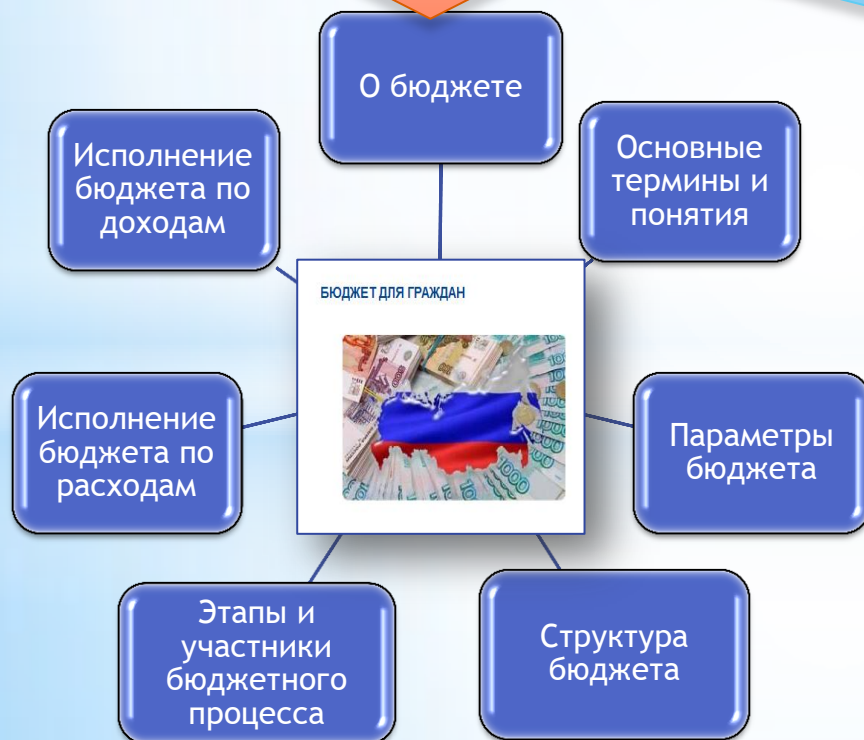 О бюджете
Исполнение
бюджета по
доходам
Основные
термины и
понятия
БЮДЖЕТ ДЛЯ ГРАЖДАН
1000
Исполнение
бюджета по
расходам
Параметры
бюджета
Этапы и
участники
бюджетного
процесса
Структура
бюджета